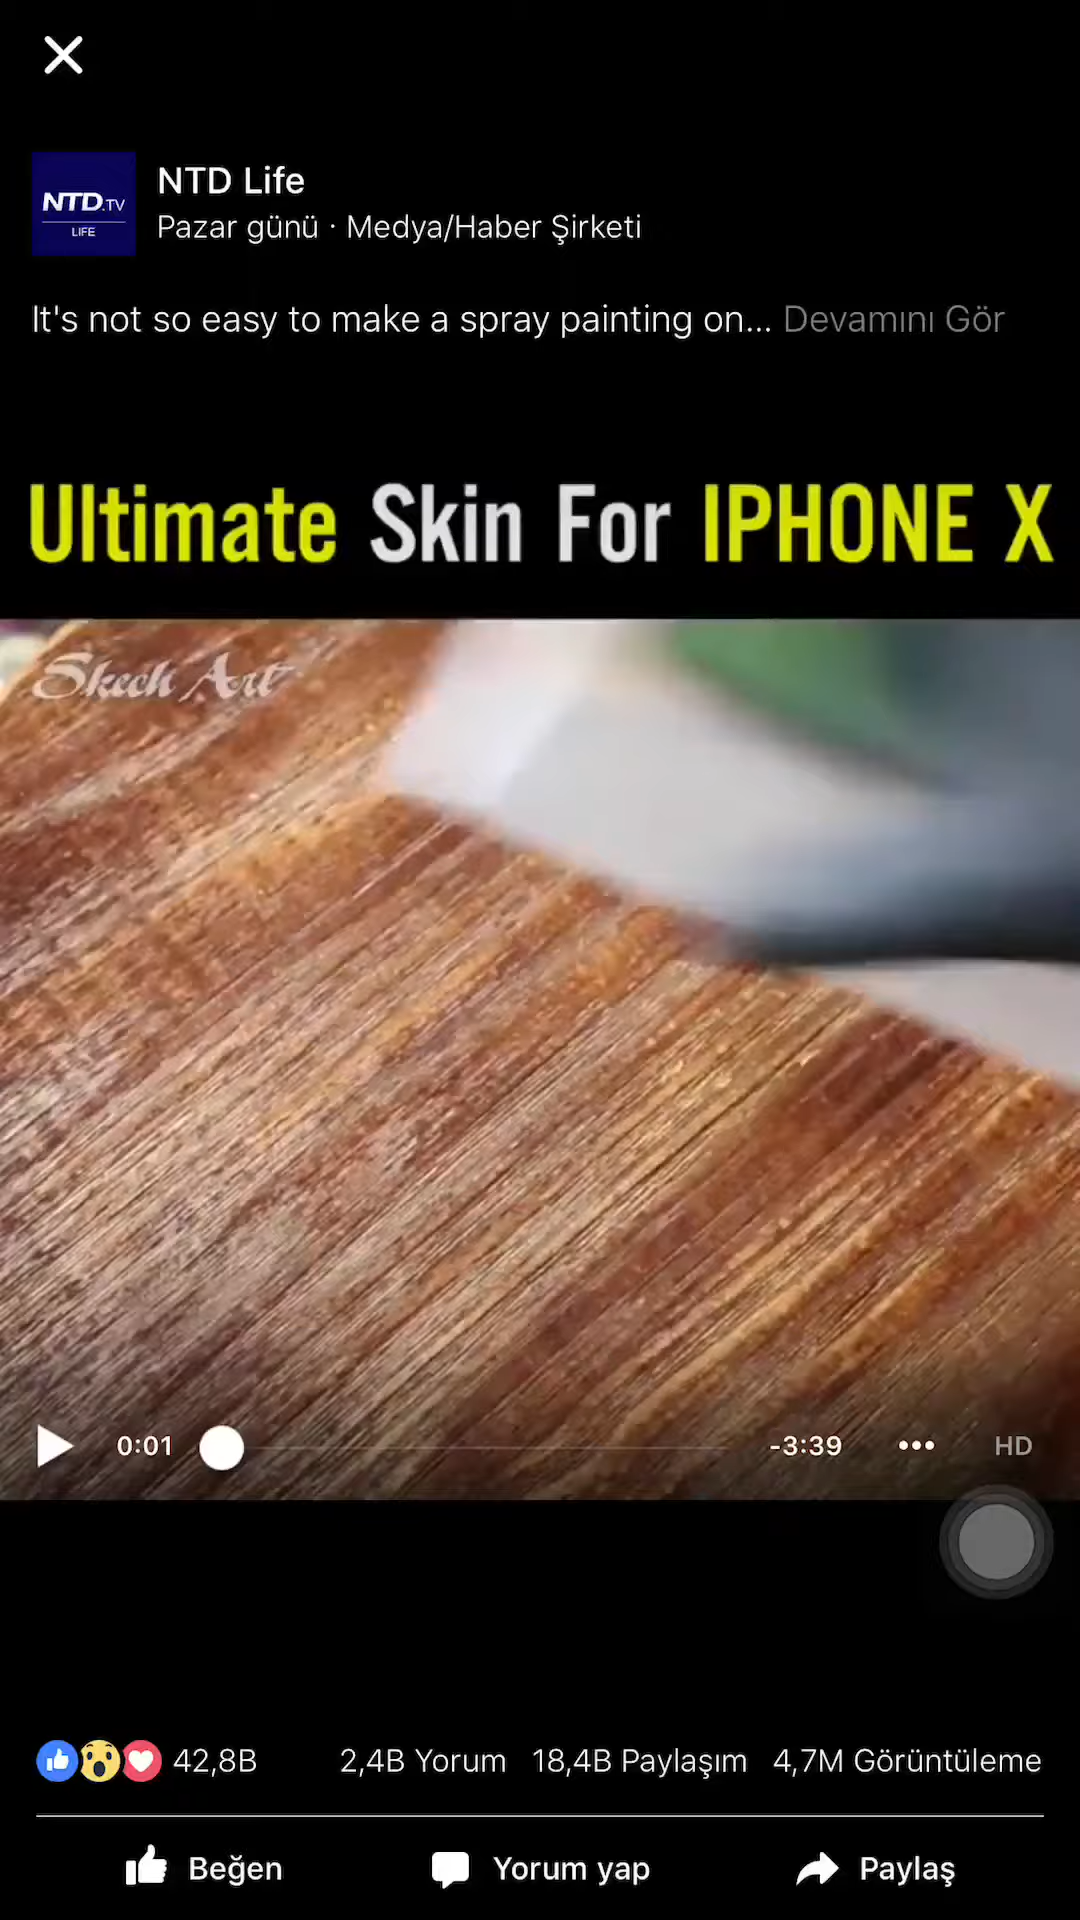 NTD Life
NTD.TV
LIFE
Pazar günü · Medya/Haber Şirketi
It's not so easy to make a spray painting on... Devamını Gör
Ultimate Skin For IPHONE X
Skech Art
0:01
-3:39
HD
42,8B
2,4B Yorum
18,4B Paylaşım
4,7M Görüntüleme
Beğen
Yorum yap
Paylaş